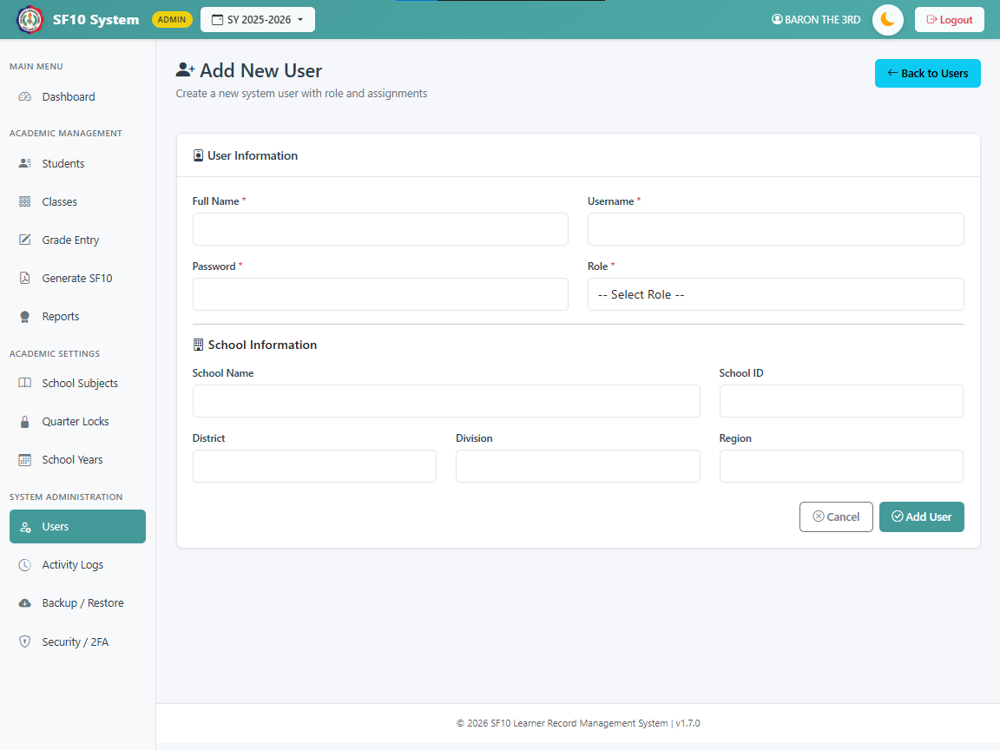 SF10 System
ADMIN
SY 2025-2026
BARON THE 3RD
Logout
MAIN MENU
Dashboard
ACADEMIC MANAGEMENT
Students
Classes
Grade Entry
Generate SF10
Reports
ACADEMIC SETTINGS
School Subjects
Quarter Locks
School Years
SYSTEM ADMINISTRATION
Users
Activity Logs
Backup / Restore
Security / 2FA
Add New User
Create a new system user with role and assignments
← Back to Users
User Information
Full Name *
Username *
Password *
Role *
-- Select Role --
School Information
School Name
School ID
District
Division
Region
Cancel
Add User
© 2026 SF10 Learner Record Management System | v1.7.0